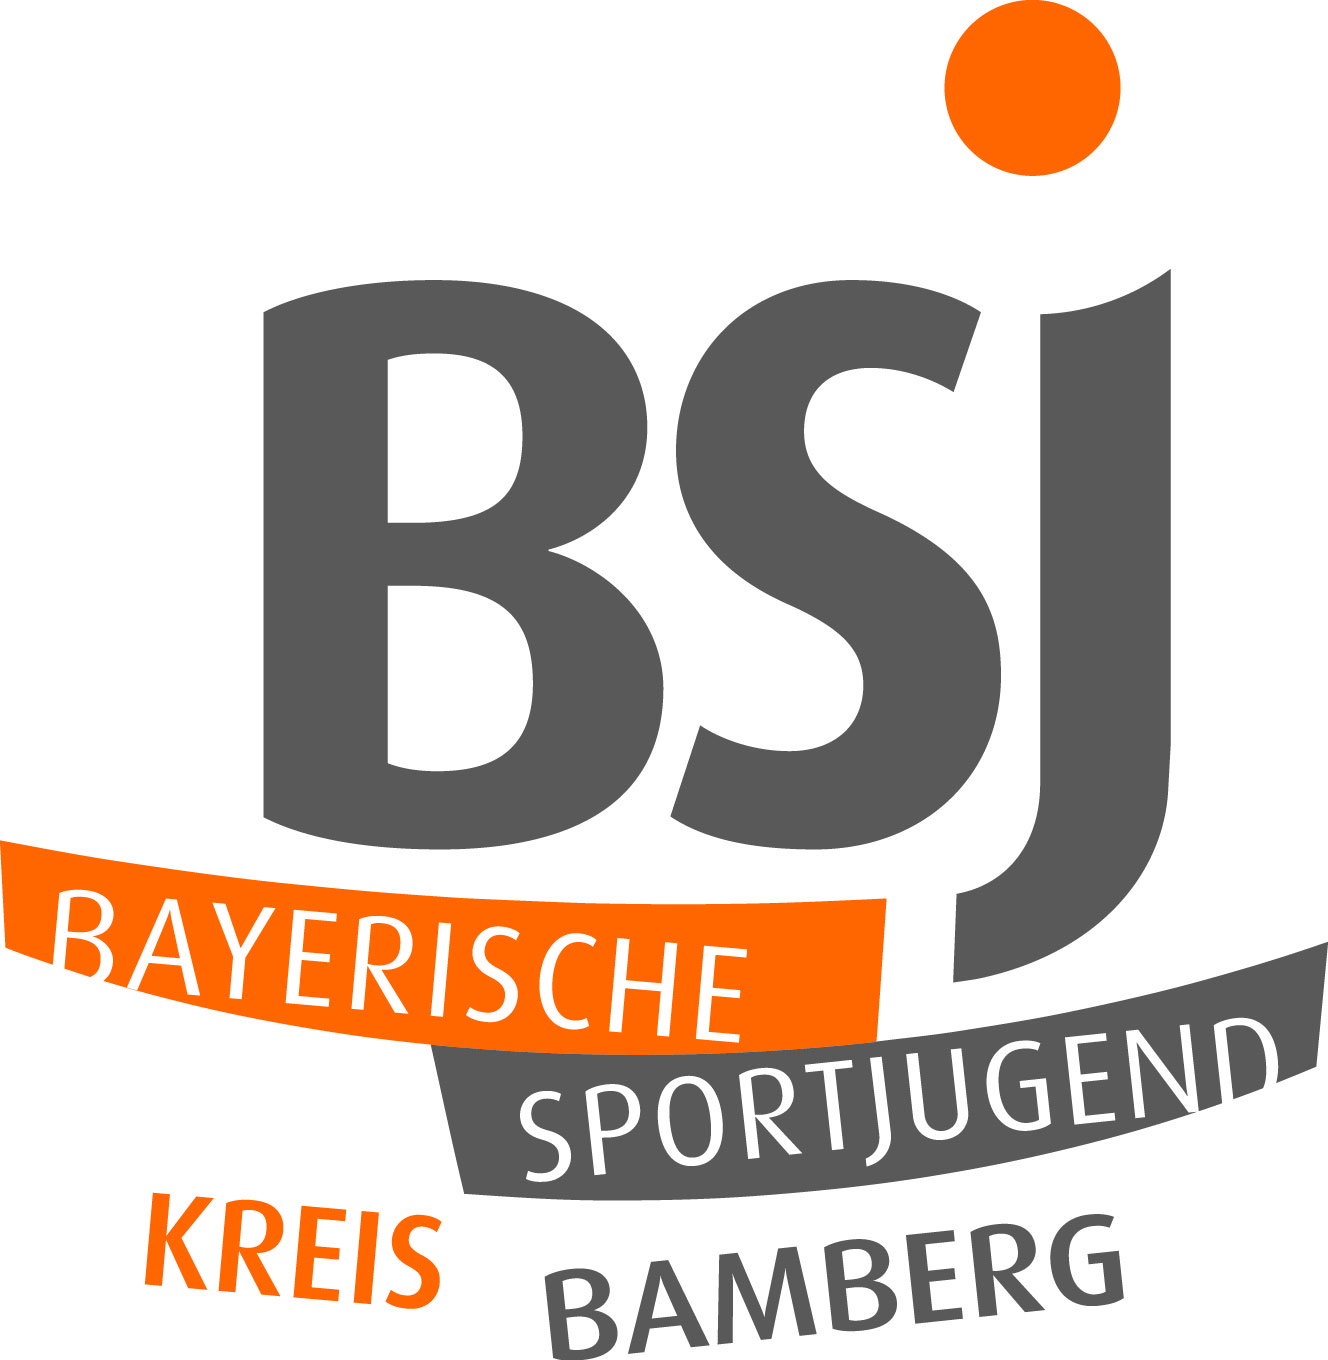 BSj
BAYERISCHE
SPORTJUGEND
KREIS
BAMBERG